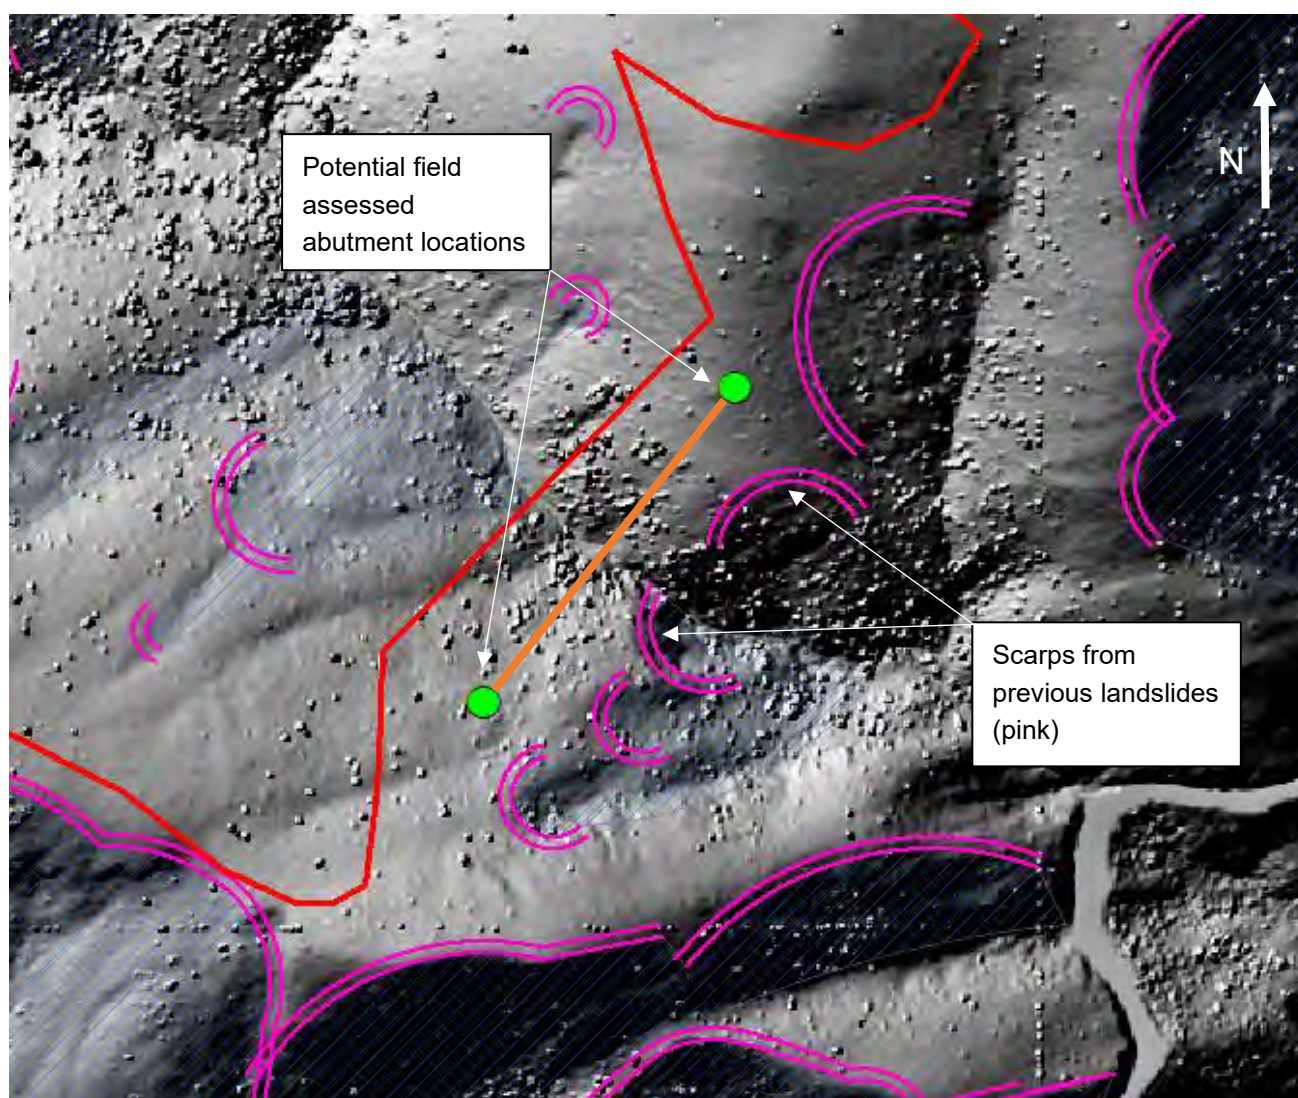 Potential field
assessed
abutment locations
N
Scarps from
previous landslides
(pink)